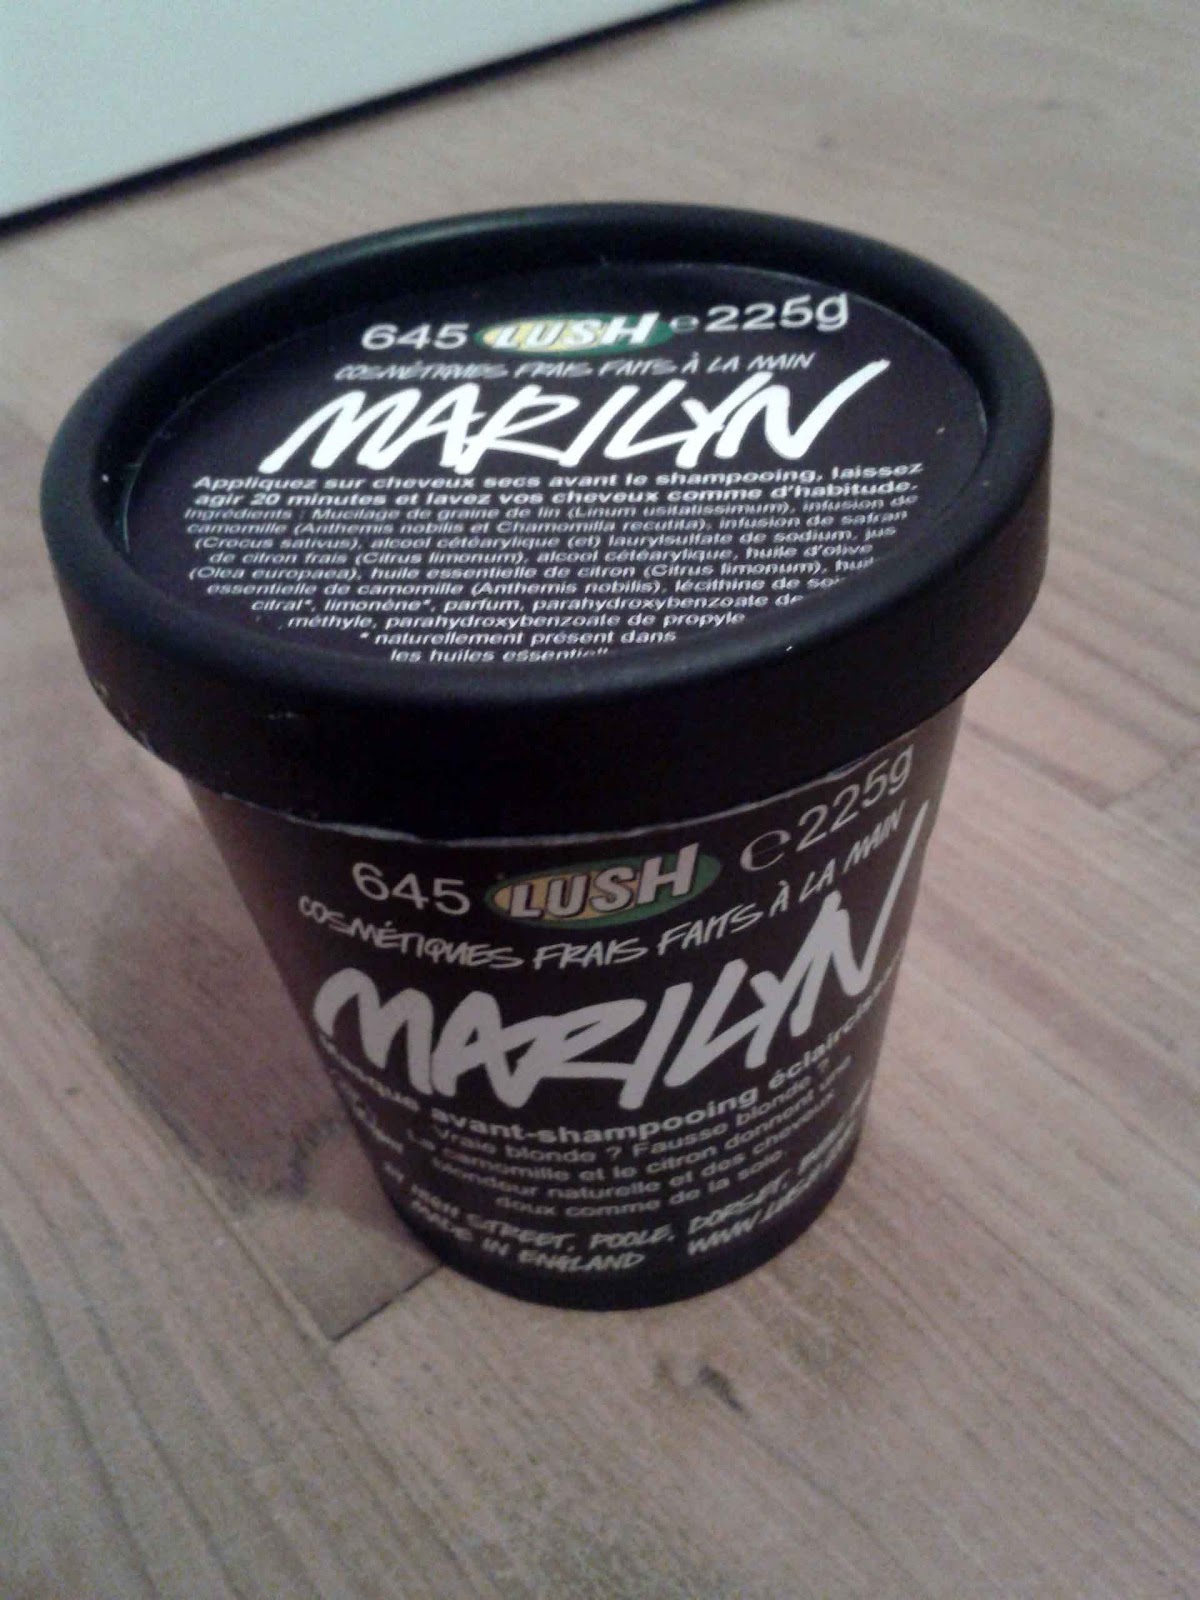 645 LUSH e225g
COSMÉTIQUES FRAIS FAITS À LA MAIN
MARILYN
Appliquez sur cheveux secs avant le shampooing, laissez
agir 20 minutes et lavez vos cheveux comme d'habitude.
Ingrédients : Mucilage de graine de lin (Linum usitatissimum), infusion de
camomille (Anthemis nobilis et Chamomilla recutita), infusion de safran
(Crocus sativus), alcool cétéarylique (et) laurylsulfate de sodium, jus
de citron frais (Citrus limonum), alcool cétéarylique, huile d'olive
(Olea europaea), huile essentielle de citron (Citrus limonum),
essentielle de camomille (Anthemis nobilis), lécithine de
citral*, limonène*, parfum, parahydroxybenzoate de
méthyle, parahydroxybenzoate de propyle
* naturellement présent dans
les huiles
645 LUSH e225g
COSMÉTIQUES FRAIS FAITS À LA MAIN
MARILYN
avant-shampooing
Vraie blonde ? Fausse blonde ?
La camomille et le citron donnent une
blondeur naturelle et des cheveux
doux comme de la soie.
HIGH STREET, POOLE, DORSET,
MADE IN ENGLAND